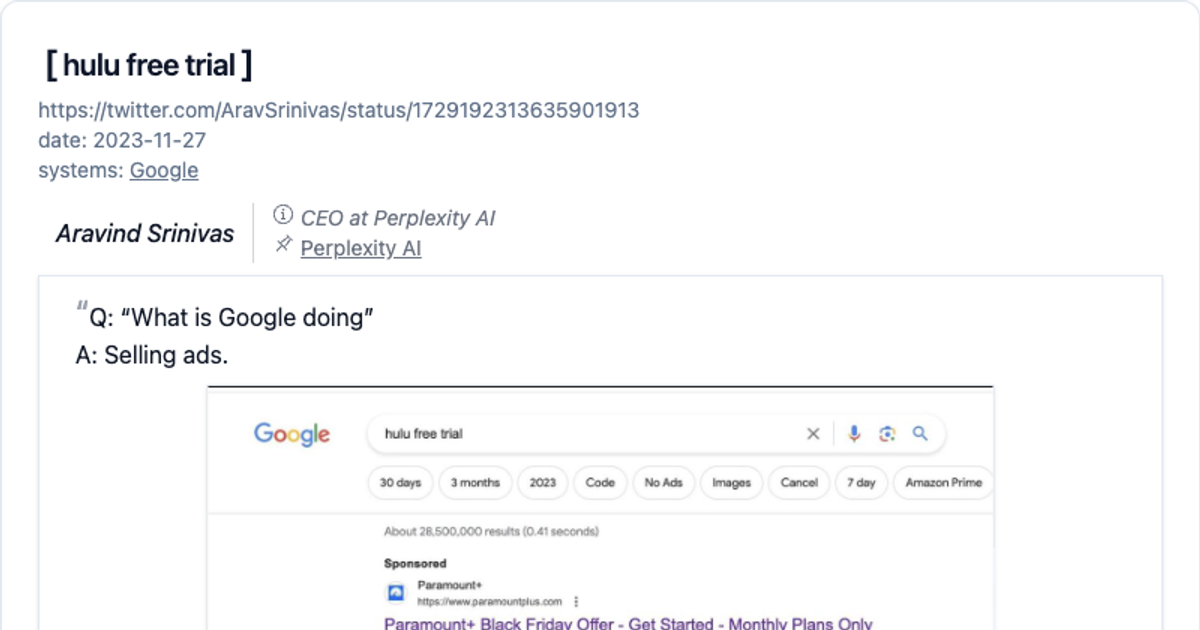 [ hulu free trial ]
https://twitter.com/AravSrinivas/status/1729192313635901913
date: 2023-11-27
systems: Google
Aravind Srinivas
CEO at Perplexity AI
Perplexity AI
“Q: “What is Google doing”
A: Selling ads.
Google
hulu free trial
30 days 3 months 2023 Code No Ads Images Cancel 7 day Amazon Prime
About 28,500,000 results (0.41 seconds)
Sponsored
Paramount+
https://www.paramountplus.com
Paramount+ Black Friday Offer - Get Started - Monthly Plans Only